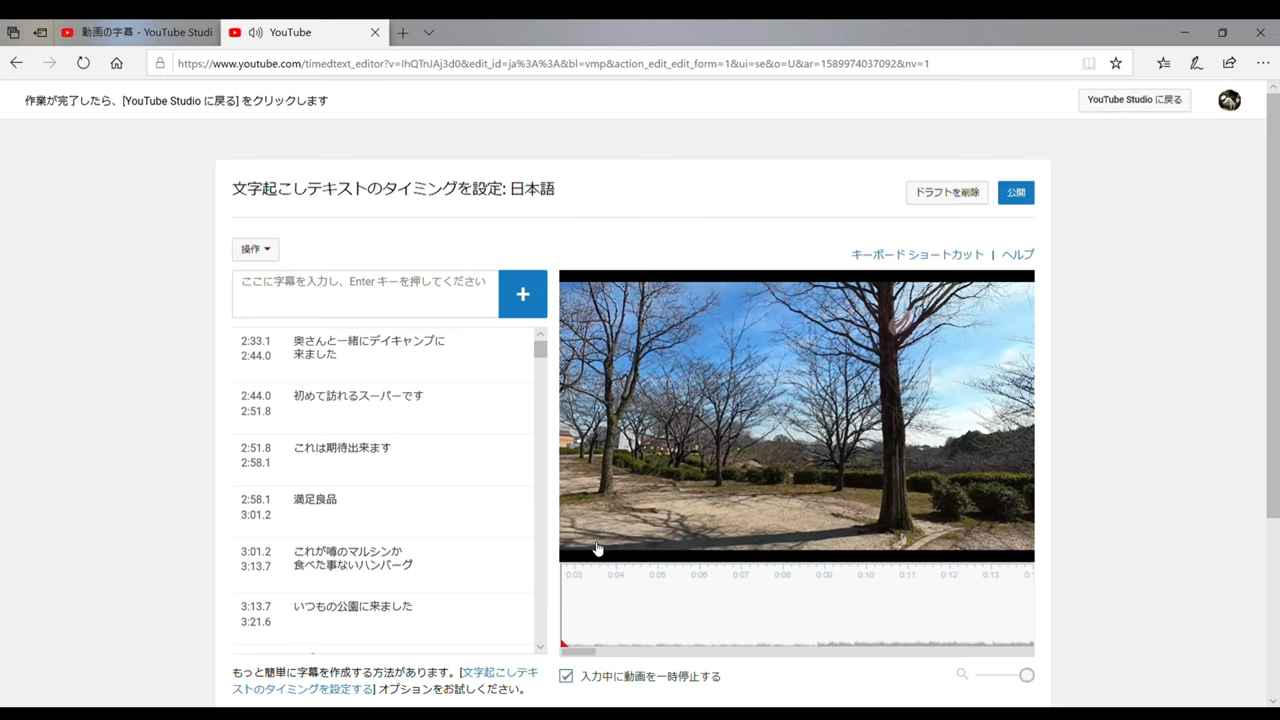 動画の字幕 - YouTube Studi
YouTube
https://www.youtube.com/timedtext_editor?v=IhQTnJAj3d0&edit_id=ja%3A%3A&bl=vmp&action_edit_edit_form=1&ui=se&o=U&ar=1589974037092&nv=1
作業が完了したら、[YouTube Studio に戻る] をクリックします
YouTube Studio に戻る
文字起こしテキストのタイミングを設定: 日本語
ドラフトを削除
公開
操作
キーボード ショートカット | ヘルプ
ここに字幕を入力し、Enter キーを押してください
+
2:33.1 奥さんと一緒にデイキャンプに
2:44.0 来ました
2:44.0 初めて訪れるスーパーです
2:51.8
2:51.8 これは期待出来ます
2:58.1
2:58.1 満足良品
3:01.2
3:01.2 これが噂のマルシンか
3:13.7 食べた事ないハンバーグ
3:13.7 いつもの公園に来ました
3:21.6
0:03 0:04 0:05 0:06 0:07 0:08 0:09 0:10 0:11 0:12 0:13
もっと簡単に字幕を作成する方法があります。[文字起こしテキ
ストのタイミングを設定する] オプションをお試しください。
入力中に動画を一時停止する